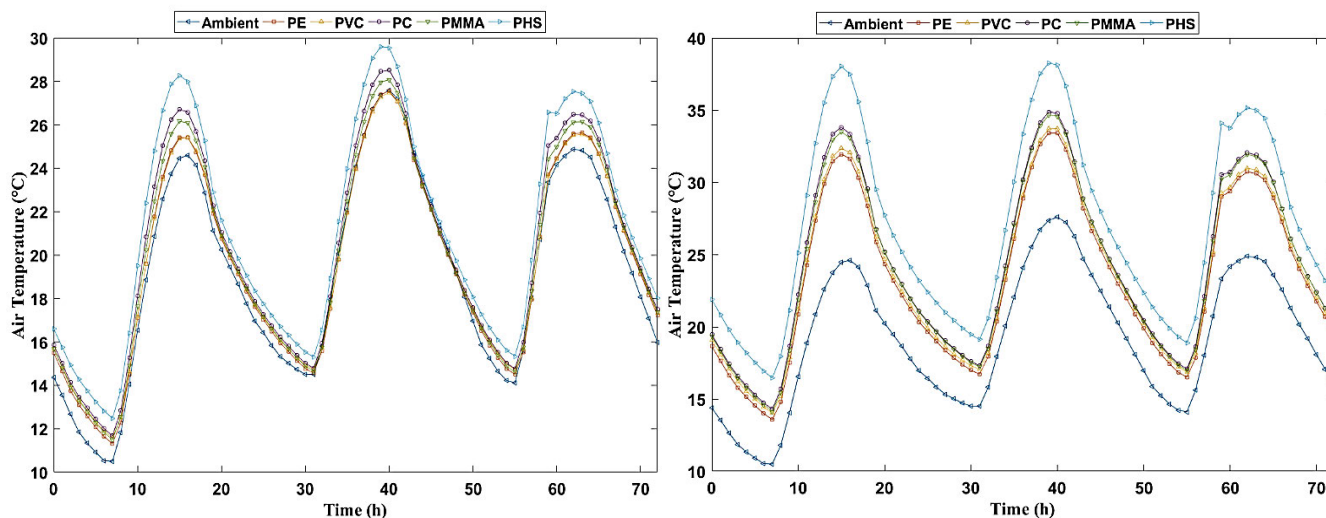 Ambient PE PVC PC PMMA PHS
30
28
26
24
22
20
18
16
14
12
10
Air Temperature (°C)
0 10 20 30 40 50 60 70
Time (h)
Ambient PE PVC PC PMMA PHS
40
35
30
25
20
15
10
Air Temperature (°C)
0 10 20 30 40 50 60 70
Time (h)